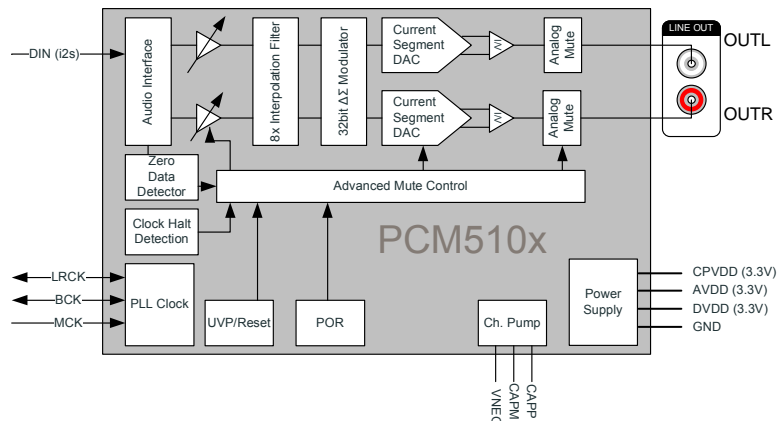 DIN (i2s)
Audio Interface
8x Interpolation Filter
32bit ΔΣ Modulator
Current
Segment
DAC
I/V
Analog
Mute
LINE OUT
OUTL
Current
Segment
DAC
I/V
Analog
Mute
OUTR
Zero
Data
Detector
Advanced Mute Control
Clock Halt
Detection
PCM510x
LRCK
BCK
MCK
PLL Clock
UVP/Reset
POR
Ch. Pump
Power
Supply
CPVDD (3.3V)
AVDD (3.3V)
DVDD (3.3V)
GND
VNEG
CAPM
CAPP